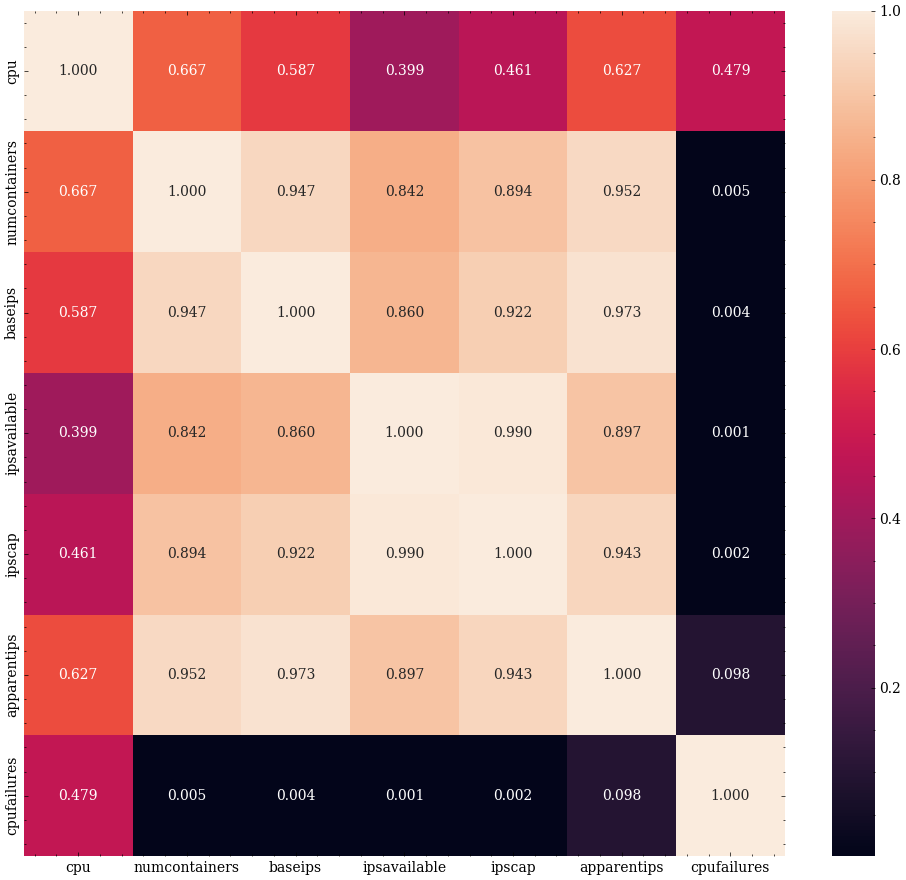 cpu 1.000 0.667 0.587 0.399 0.461 0.627 0.479
numcontainers 0.667 1.000 0.947 0.842 0.894 0.952 0.005
baseips 0.587 0.947 1.000 0.860 0.922 0.973 0.004
ipsavailable 0.399 0.842 0.860 1.000 0.990 0.897 0.001
ipscap 0.461 0.894 0.922 0.990 1.000 0.943 0.002
apparentips 0.627 0.952 0.973 0.897 0.943 1.000 0.098
cpufailures 0.479 0.005 0.004 0.001 0.002 0.098 1.000
cpu numcontainers baseips ipsavailable ipscap apparentips cpufailures
1.0
0.8
0.6
0.4
0.2